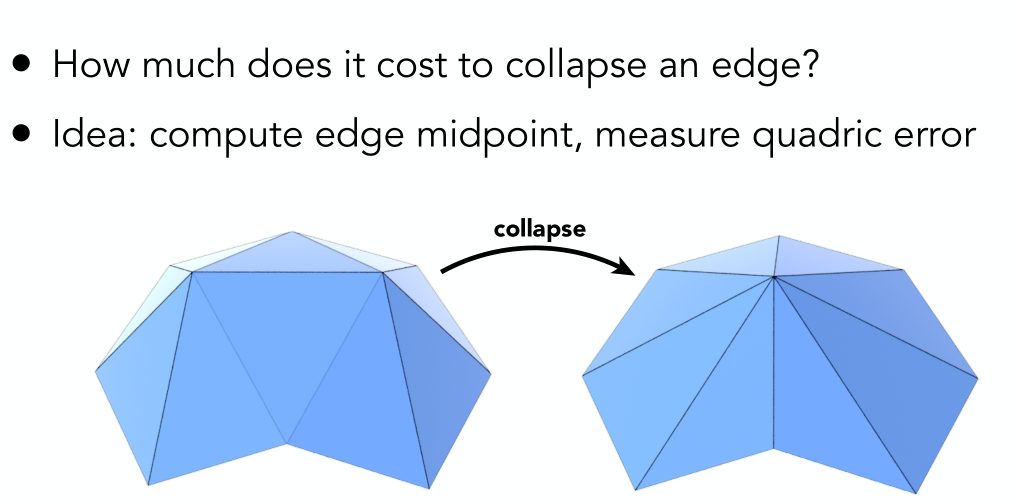 • How much does it cost to collapse an edge?
• Idea: compute edge midpoint, measure quadric error
collapse